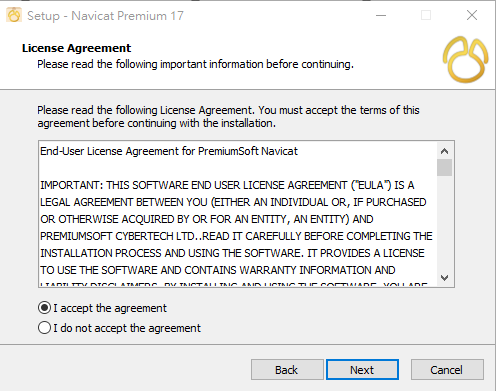 Setup - Navicat Premium 17
License Agreement
Please read the following important information before continuing.
Please read the following License Agreement. You must accept the terms of this
agreement before continuing with the installation.
End-User License Agreement for PremiumSoft Navicat
IMPORTANT: THIS SOFTWARE END USER LICENSE AGREEMENT ("EULA") IS A
LEGAL AGREEMENT BETWEEN YOU (EITHER AN INDIVIDUAL OR, IF PURCHASED
OR OTHERWISE ACQUIRED BY OR FOR AN ENTITY, AN ENTITY) AND
PREMIUMSOFT CYBERTECH LTD..READ IT CAREFULLY BEFORE COMPLETING THE
INSTALLATION PROCESS AND USING THE SOFTWARE. IT PROVIDES A LICENSE
TO USE THE SOFTWARE AND CONTAINS WARRANTY INFORMATION AND
LIABILITY DISCLAIMERS. BY INSTALLING AND USING THE SOFTWARE, YOU ARE
I accept the agreement
I do not accept the agreement
Back
Next
Cancel